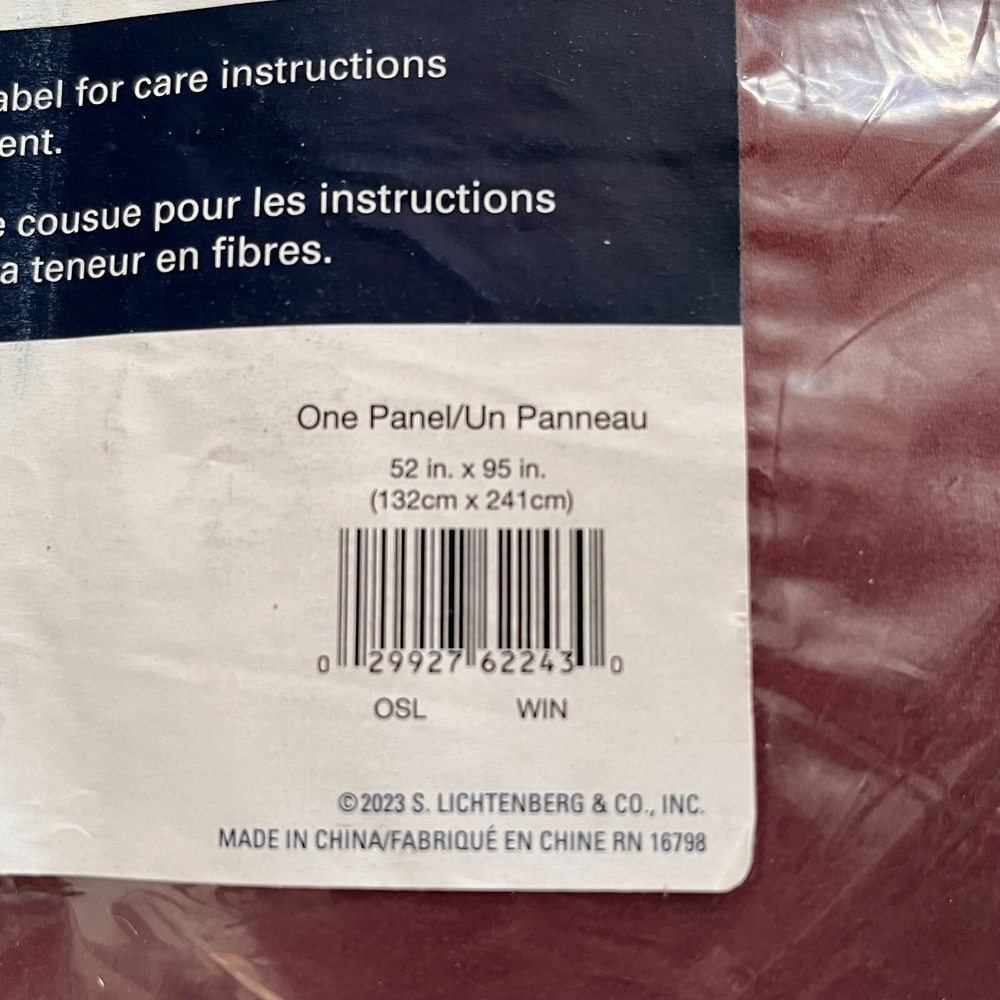 abel for care instructions
ent.
e cousue pour les instructions
a teneur en fibres.
One Panel/Un Panneau
52 in. x 95 in.
(132cm x 241cm)
0 29927 62243 0
OSL WIN
©2023 S. LICHTENBERG & CO., INC.
MADE IN CHINA/FABRIQUÉ EN CHINE RN 16798